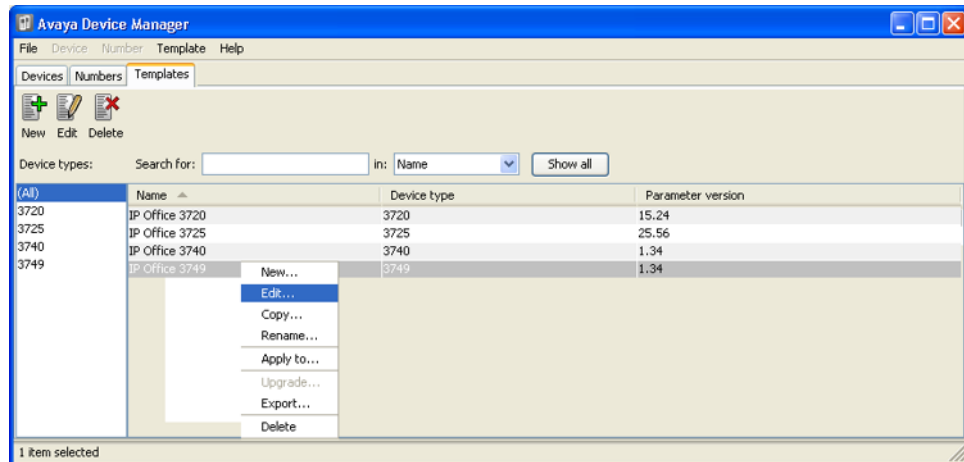 Avaya Device Manager
File Device Number Template Help
Devices Numbers Templates
New Edit Delete
Device types: Search for: in: Name Show all
(All)
3720
3725
3740
3749
Name Device type Parameter version
IP Office 3720 3720 15.24
IP Office 3725 3725 25.56
IP Office 3740 3740 1.34
IP Office 3749 3749 1.34
New...
Edit...
Copy...
Rename...
Apply to...
Upgrade...
Export...
Delete
1 item selected